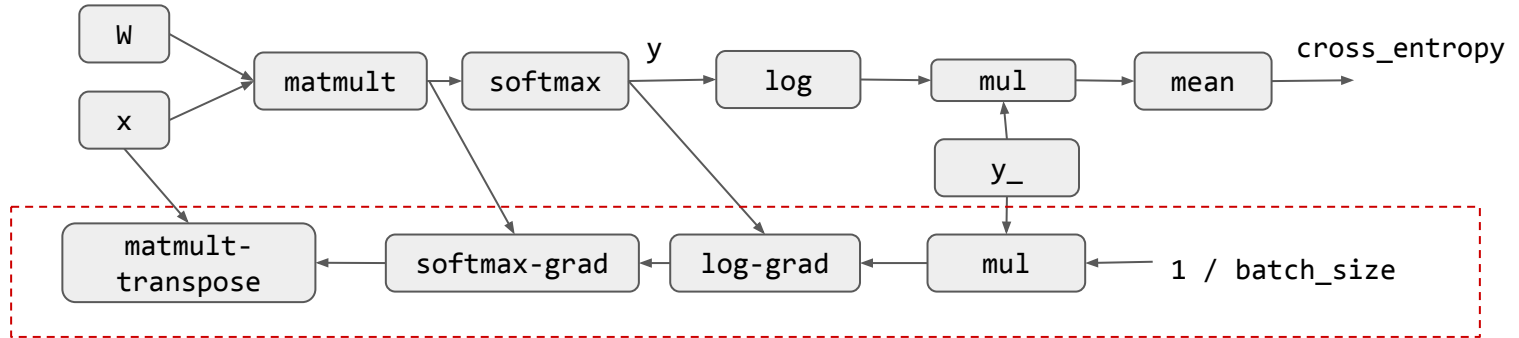 W
x
matmult
softmax
y
log
mul
mean
cross_entropy
y_
matmult-
transpose
softmax-grad
log-grad
mul
1 / batch_size